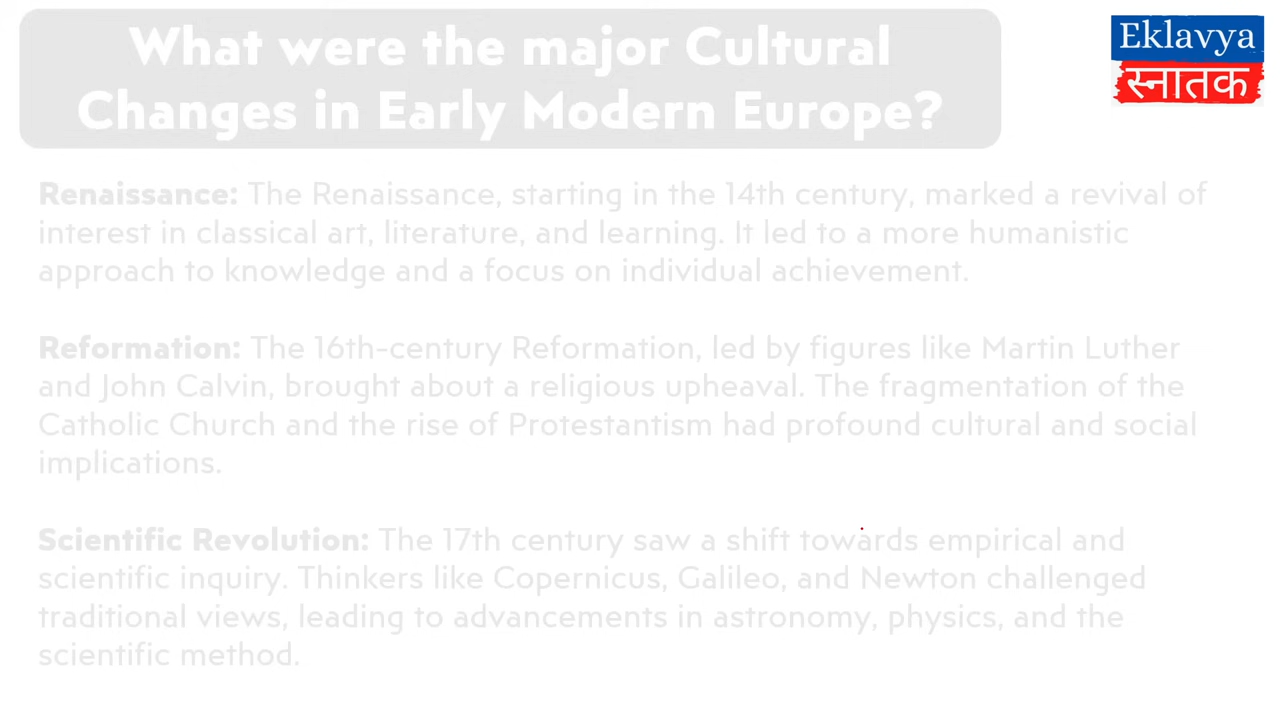 What were the major Cultural
Changes in Early Modern Europe?
Eklavya
स्नातक
Renaissance: The Renaissance, starting in the 14th century, marked a revival of
interest in classical art, literature, and learning. It led to a more humanistic
approach to knowledge and a focus on individual achievement.
Reformation: The 16th-century Reformation, led by figures like Martin Luther
and John Calvin, brought about a religious upheaval. The fragmentation of the
Catholic Church and the rise of Protestantism had profound cultural and social
implications.
Scientific Revolution: The 17th century saw a shift towards empirical and
scientific inquiry. Thinkers like Copernicus, Galileo, and Newton challenged
traditional views, leading to advancements in astronomy, physics, and the
scientific method.